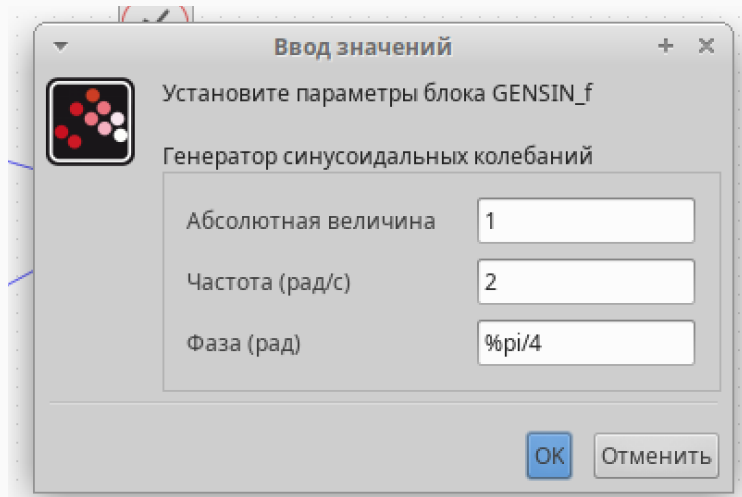 Ввод значений
Установите параметры блока GENSIN_f
Генератор синусоидальных колебаний
Абсолютная величина 1
Частота (рад/с) 2
Фаза (рад) %pi/4
OK Отменить